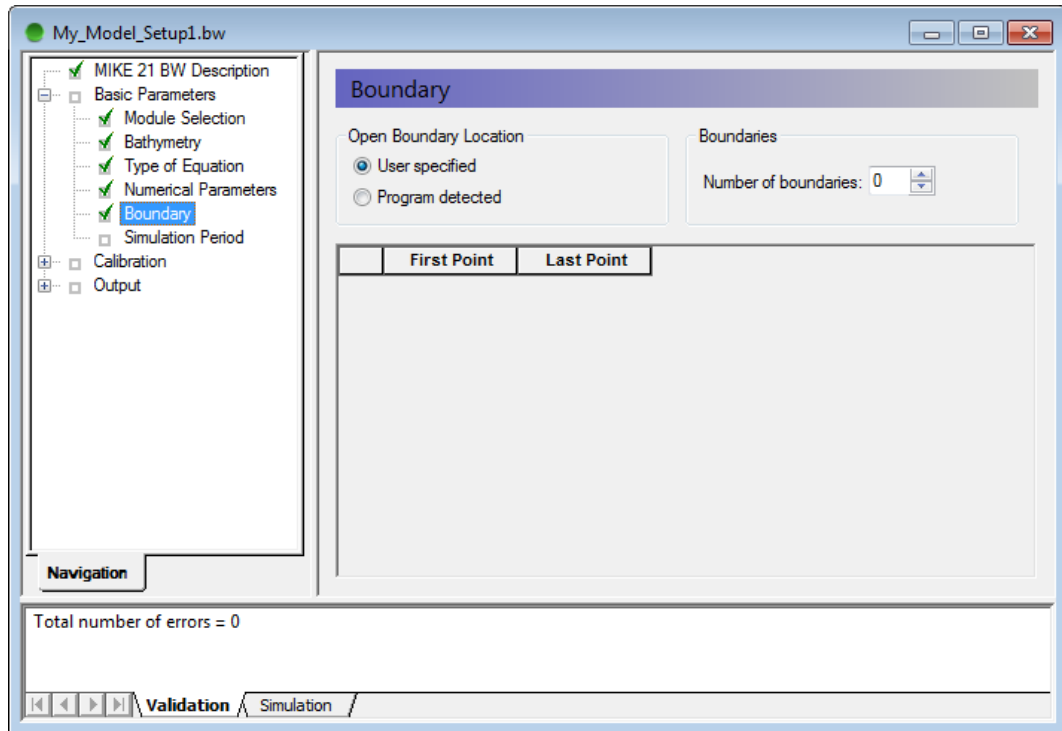 My_Model_Setup1.bw
MIKE 21 BW Description
Basic Parameters
Module Selection
Bathymetry
Type of Equation
Numerical Parameters
Boundary
Simulation Period
Calibration
Output
Navigation
Boundary
Open Boundary Location
User specified
Program detected
Boundaries
Number of boundaries: 0
First Point Last Point
Total number of errors = 0
Validation Simulation